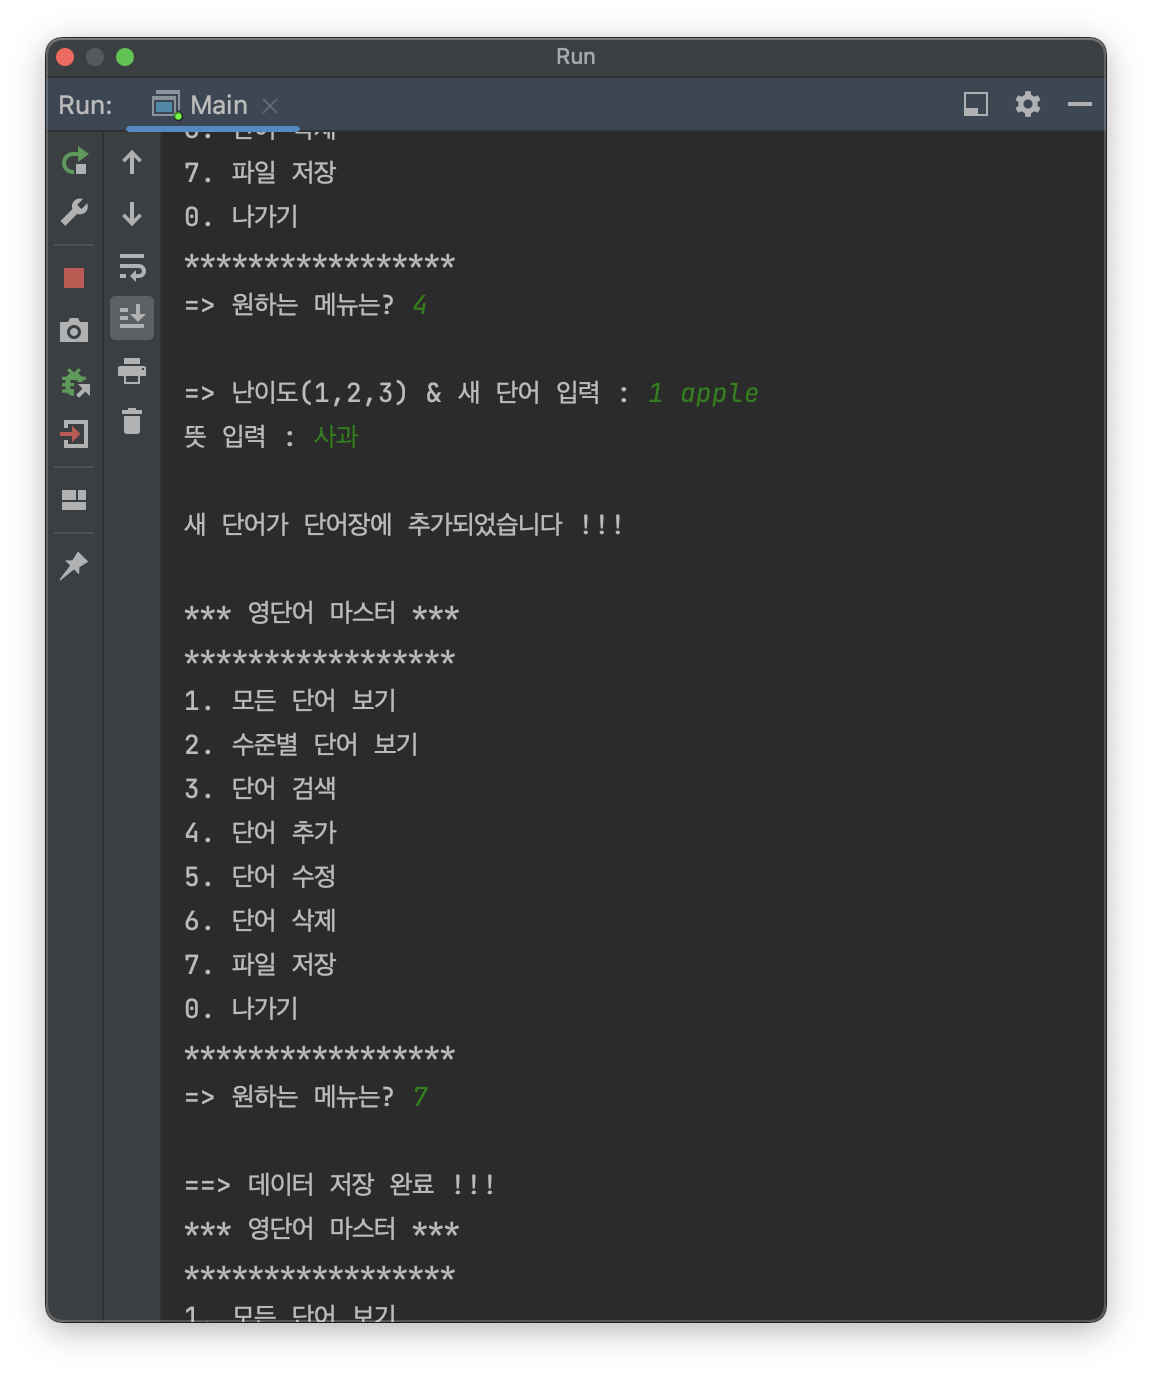 Run
Run: Main
6. 단어 삭제
7. 파일 저장
0. 나가기
*****************
=> 원하는 메뉴는? 4
=> 난이도(1,2,3) & 새 단어 입력 : 1 apple
뜻 입력 : 사과
새 단어가 단어장에 추가되었습니다 !!!
*** 영단어 마스터 ***
*****************
1. 모든 단어 보기
2. 수준별 단어 보기
3. 단어 검색
4. 단어 추가
5. 단어 수정
6. 단어 삭제
7. 파일 저장
0. 나가기
*****************
=> 원하는 메뉴는? 7
==> 데이터 저장 완료 !!!
*** 영단어 마스터 ***
*****************
1. 모든 단어 보기